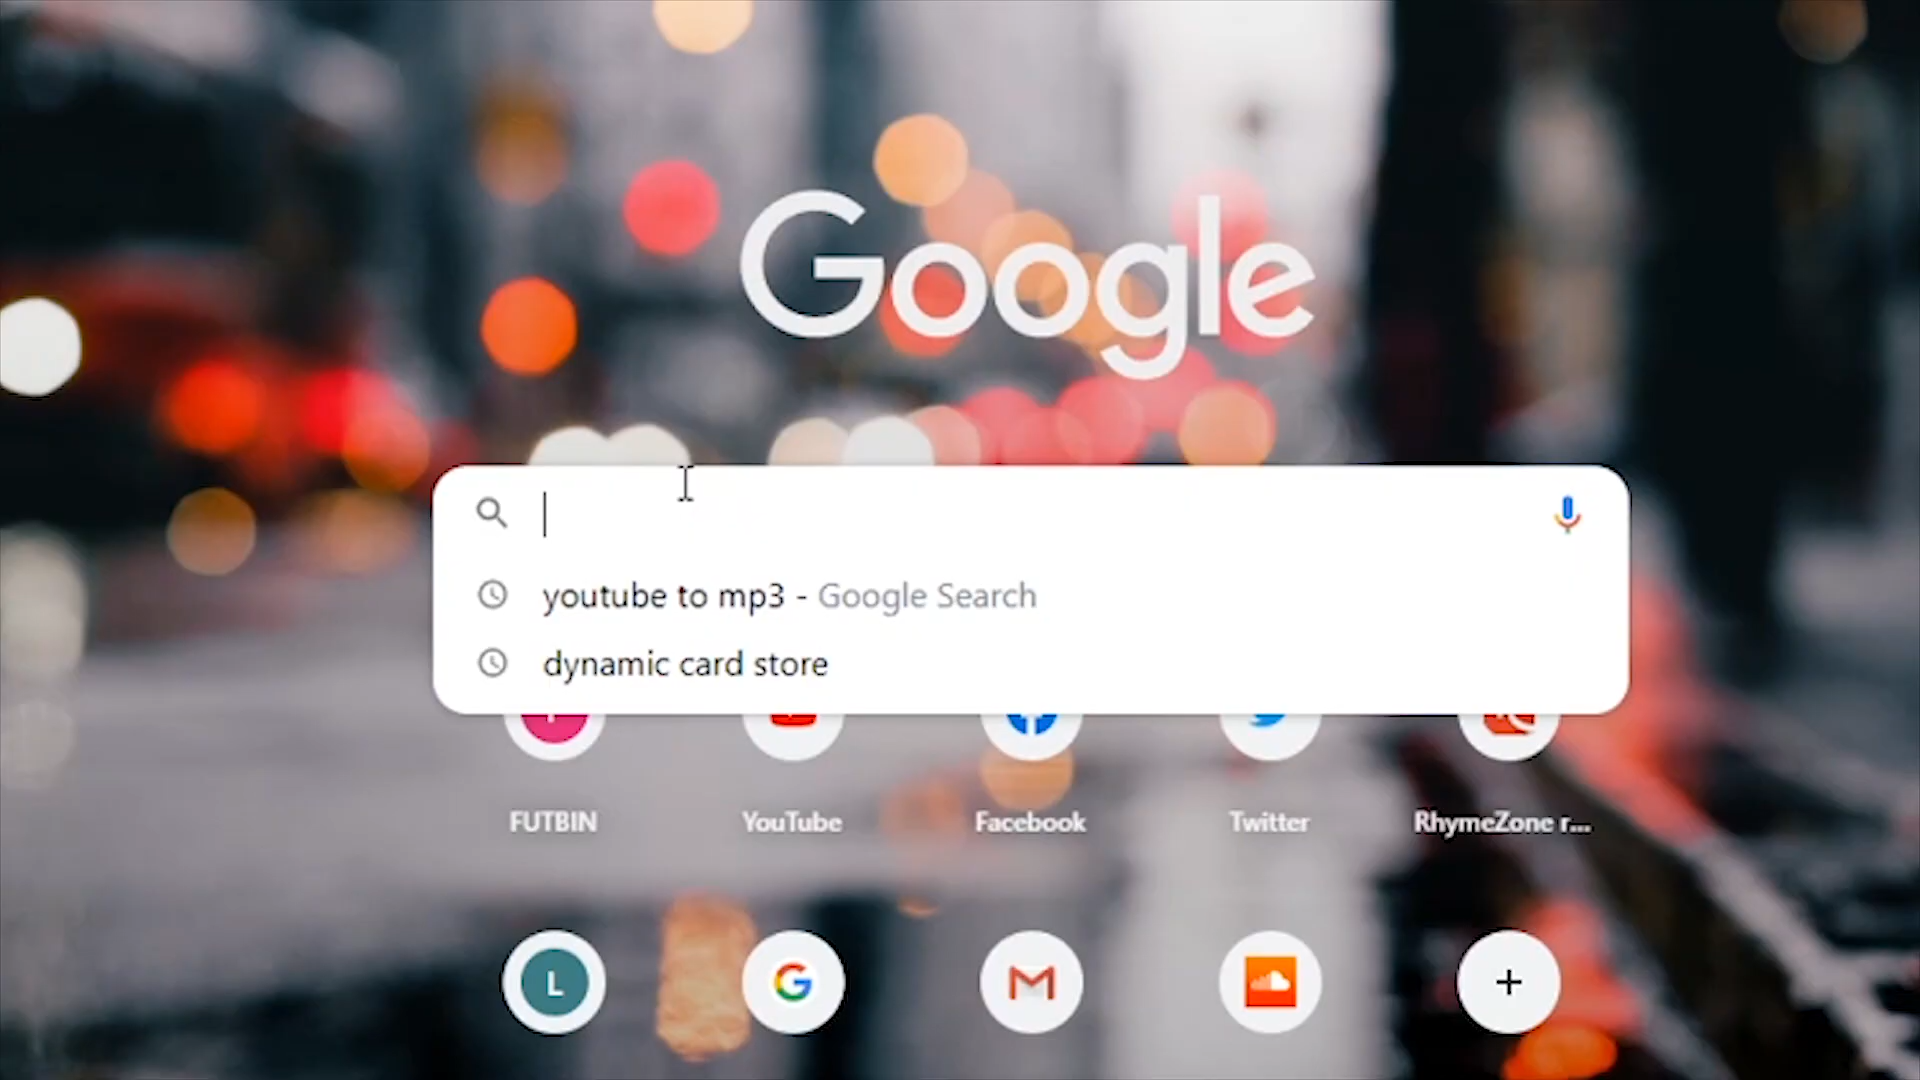 Google
youtube to mp3 - Google Search
dynamic card store
FUTBIN
YouTube
Facebook
Twitter
RhymeZone r...
L